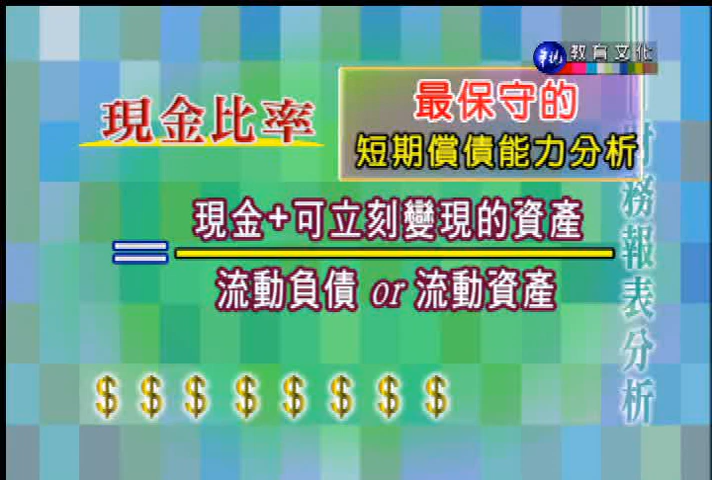 華視 教育文化
現金比率
最保守的
短期償債能力分析
= 現金+可立刻變現的資產
流動負債 or 流動資產
$ $ $ $ $ $ $ $
財務報表分析